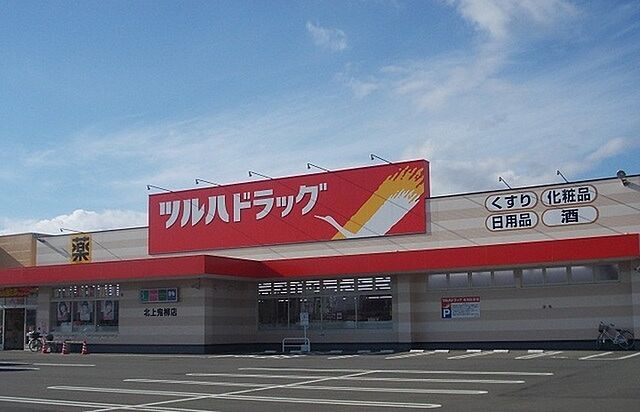 ツルハドラッグ
くすり 化粧品
日用品 酒
薬
北上鬼柳店
P